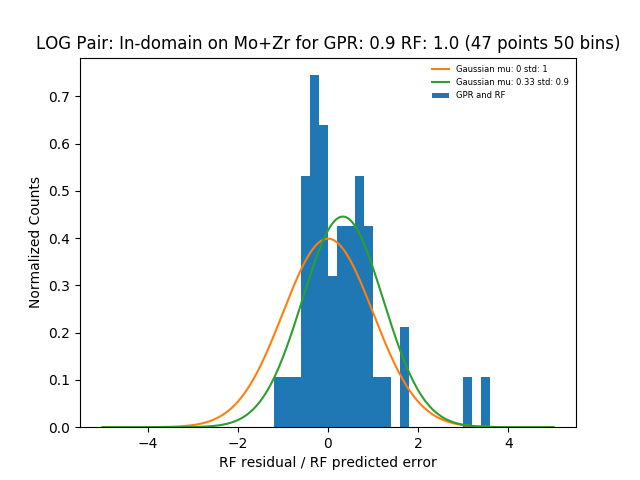 LOG Pair: In-domain on Mo+Zr for GPR: 0.9 RF: 1.0 (47 points 50 bins)
Gaussian mu: 0 std: 1
Gaussian mu: 0.33 std: 0.9
GPR and RF
Normalized Counts
0.7
0.6
0.5
0.4
0.3
0.2
0.1
0.0
−4 −2 0 2 4
RF residual / RF predicted error